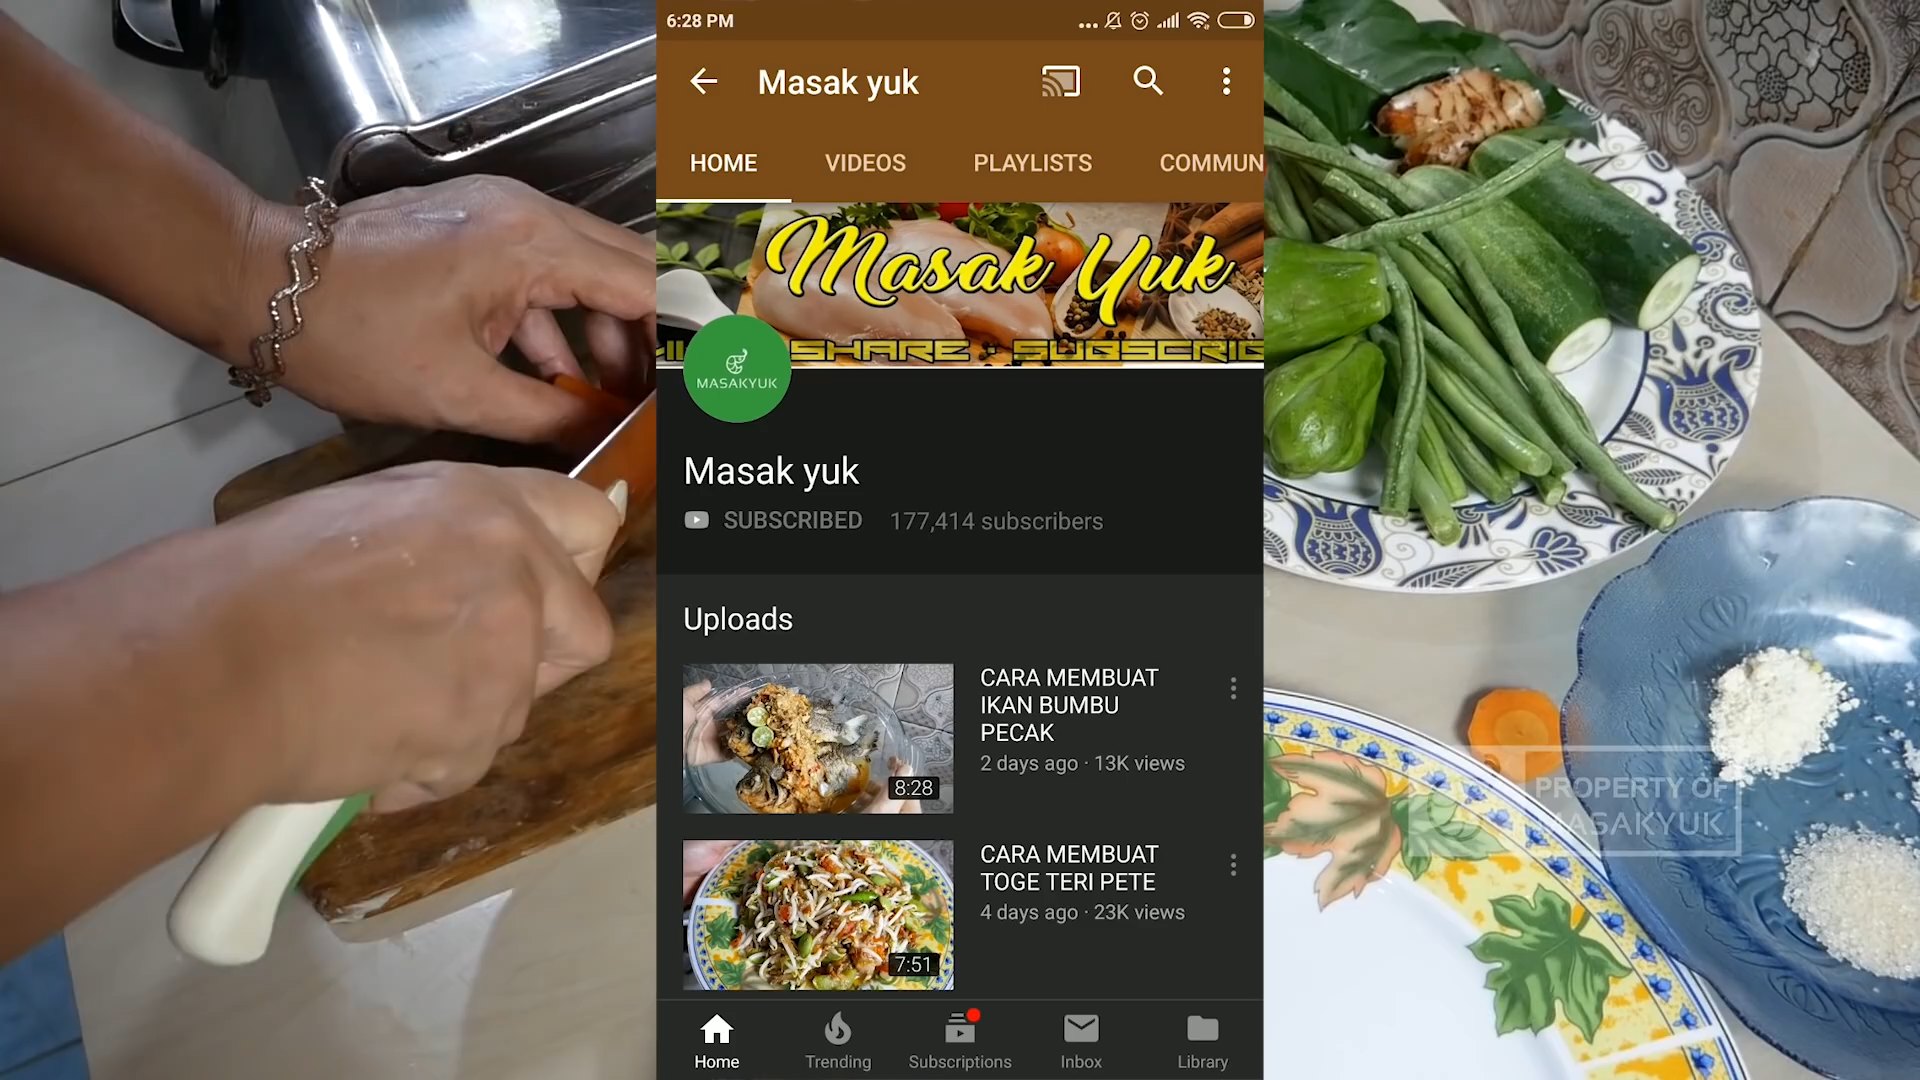 6:28 PM
Masak yuk
HOME VIDEOS PLAYLISTS COMMUN
Masak Yuk
SHARE · SUBSCRIB
MASAKYUK
Masak yuk
SUBSCRIBED 177,414 subscribers
Uploads
CARA MEMBUAT
IKAN BUMBU
PECAK
2 days ago · 13K views
8:28
CARA MEMBUAT
TOGE TERI PETE
4 days ago · 23K views
7:51
Home Trending Subscriptions Inbox Library
PROPERTY OF
MASAKYUK